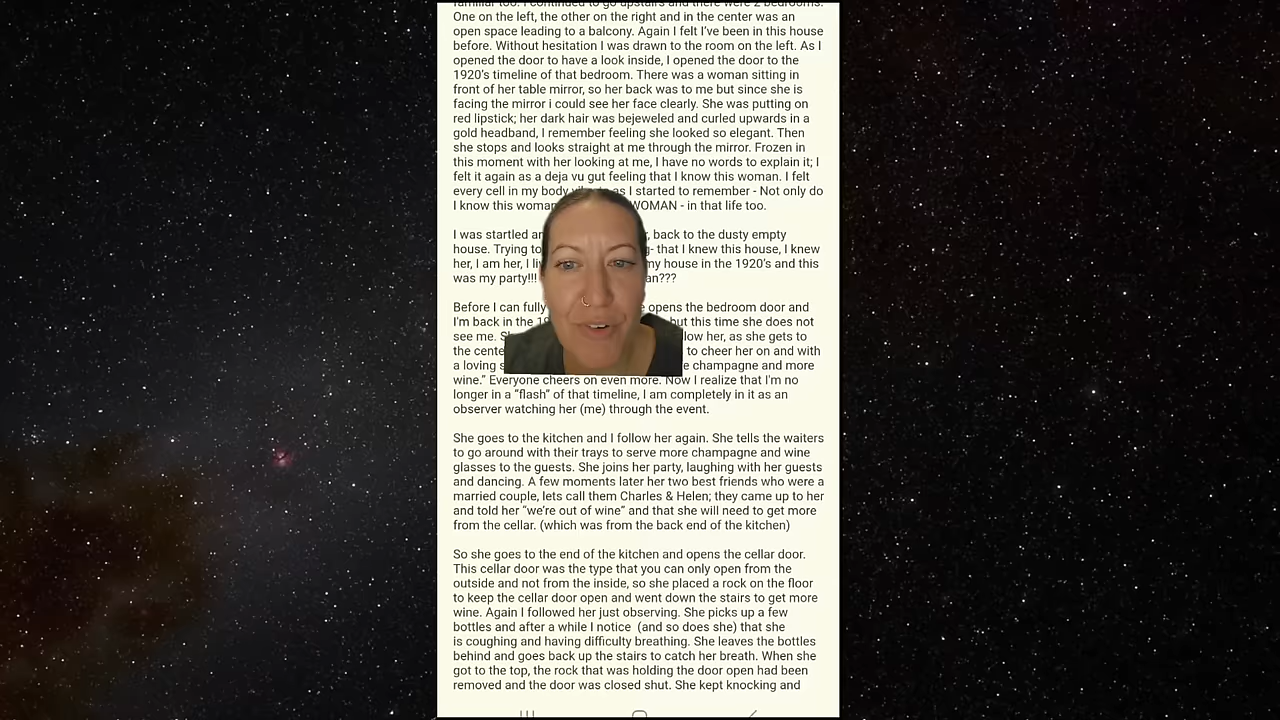 familiar too. I continued to go upstairs and there were 2 bedrooms.
One on the left, the other on the right and in the center was an
open space leading to a balcony. Again I felt I've been in this house
before. Without hesitation I was drawn to the room on the left. As I
opened the door to have a look inside, I opened the door to the
1920's timeline of that bedroom. There was a woman sitting in
front of her table mirror, so her back was to me but since she is
facing the mirror i could see her face clearly. She was putting on
red lipstick; her dark hair was bejeweled and curled upwards in a
gold headband, I remember feeling she looked so elegant. Then
she stops and looks straight at me through the mirror. Frozen in
this moment with her looking at me, I have no words to explain it; I
felt it again as a deja vu gut feeling that I know this woman. I felt
every cell in my body as I started to remember - Not only do
I know this woman WOMAN - in that life too.
I was startled back to the dusty empty
house. Trying to that I knew this house, I knew
her, I am her, I my house in the 1920's and this
was my party!!!
Before I can fully opens the bedroom door and
I'm back in the but this time she does not
see me. her, as she gets to
the to cheer her on and with
a loving champagne and more
wine." Everyone cheers on even more. Now I realize that I'm no
longer in a "flash" of that timeline, I am completely in it as an
observer watching her (me) through the event.
She goes to the kitchen and I follow her again. She tells the waiters
to go around with their trays to serve more champagne and wine
glasses to the guests. She joins her party, laughing with her guests
and dancing. A few moments later her two best friends who were a
married couple, lets call them Charles & Helen; they came up to her
and told her "we're out of wine" and that she will need to get more
from the cellar. (which was from the back end of the kitchen)
So she goes to the end of the kitchen and opens the cellar door.
This cellar door was the type that you can only open from the
outside and not from the inside, so she placed a rock on the floor
to keep the cellar door open and went down the stairs to get more
wine. Again I followed her just observing. She picks up a few
bottles and after a while I notice (and so does she) that she
is coughing and having difficulty breathing. She leaves the bottles
behind and goes back up the stairs to catch her breath. When she
got to the top, the rock that was holding the door open had been
removed and the door was closed shut. She kept knocking and